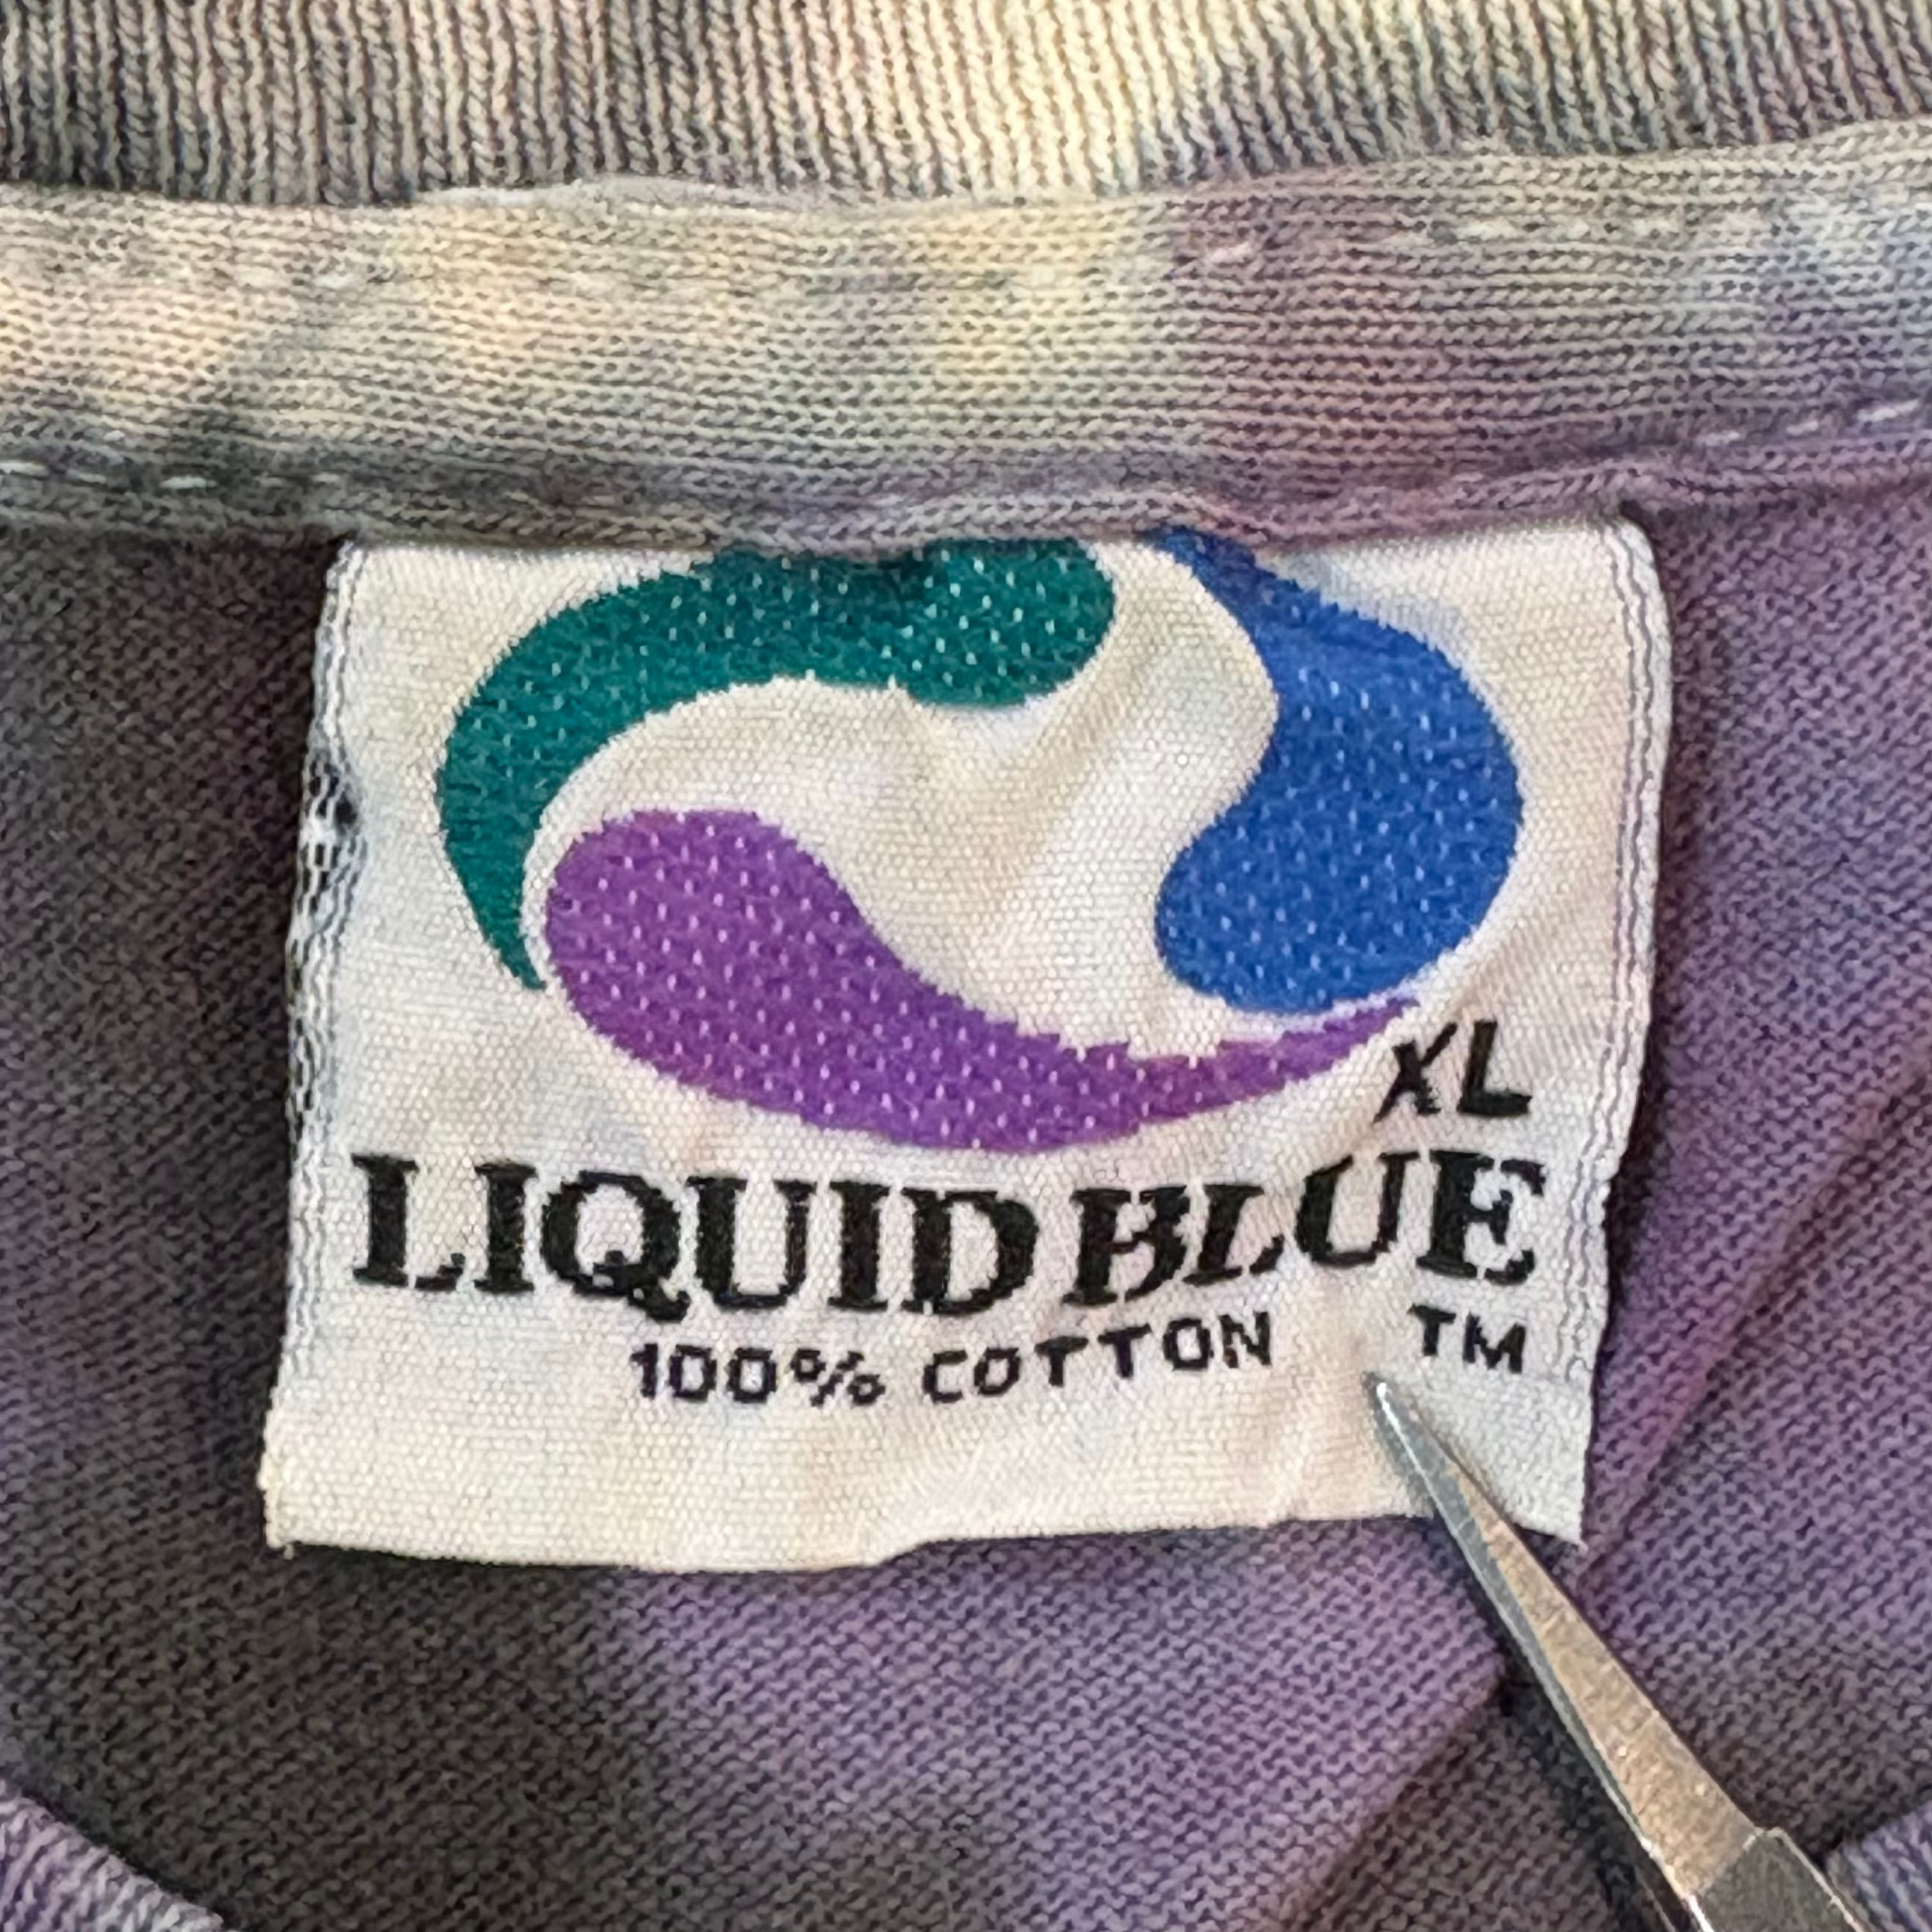 XL
LIQUID BLUE
100% COTTON TM